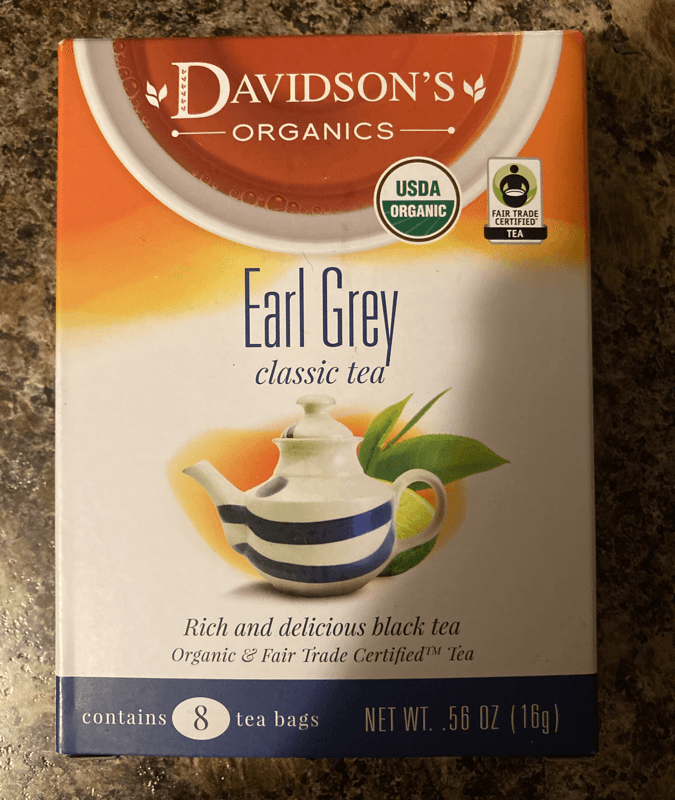 DAVIDSON'S
ORGANICS
USDA
ORGANIC
FAIR TRADE
CERTIFIED™
TEA
Earl Grey
classic tea
Rich and delicious black tea
Organic & Fair Trade Certified™ Tea
contains 8 tea bags NET WT. .56 OZ (16g)